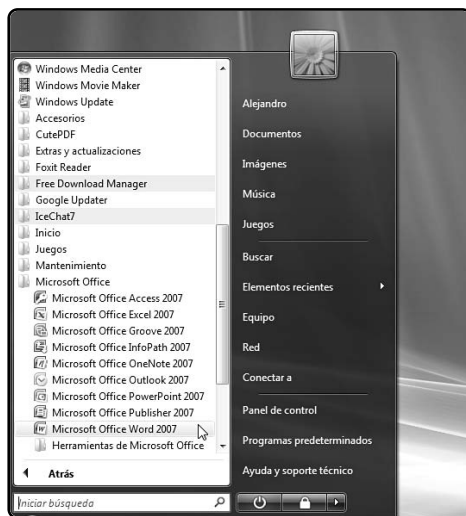 Windows Media Center
Windows Movie Maker
Windows Update
Accesorios
CutePDF
Extras y actualizaciones
Foxit Reader
Free Download Manager
Google Updater
IceChat7
Inicio
Juegos
Mantenimiento
Microsoft Office
Microsoft Office Access 2007
Microsoft Office Excel 2007
Microsoft Office Groove 2007
Microsoft Office InfoPath 2007
Microsoft Office OneNote 2007
Microsoft Office Outlook 2007
Microsoft Office PowerPoint 2007
Microsoft Office Publisher 2007
Microsoft Office Word 2007
Herramientas de Microsoft Office
Atrás
Iniciar búsqueda
Alejandro
Documentos
Imágenes
Música
Juegos
Buscar
Elementos recientes
Equipo
Red
Conectar a
Panel de control
Programas predeterminados
Ayuda y soporte técnico